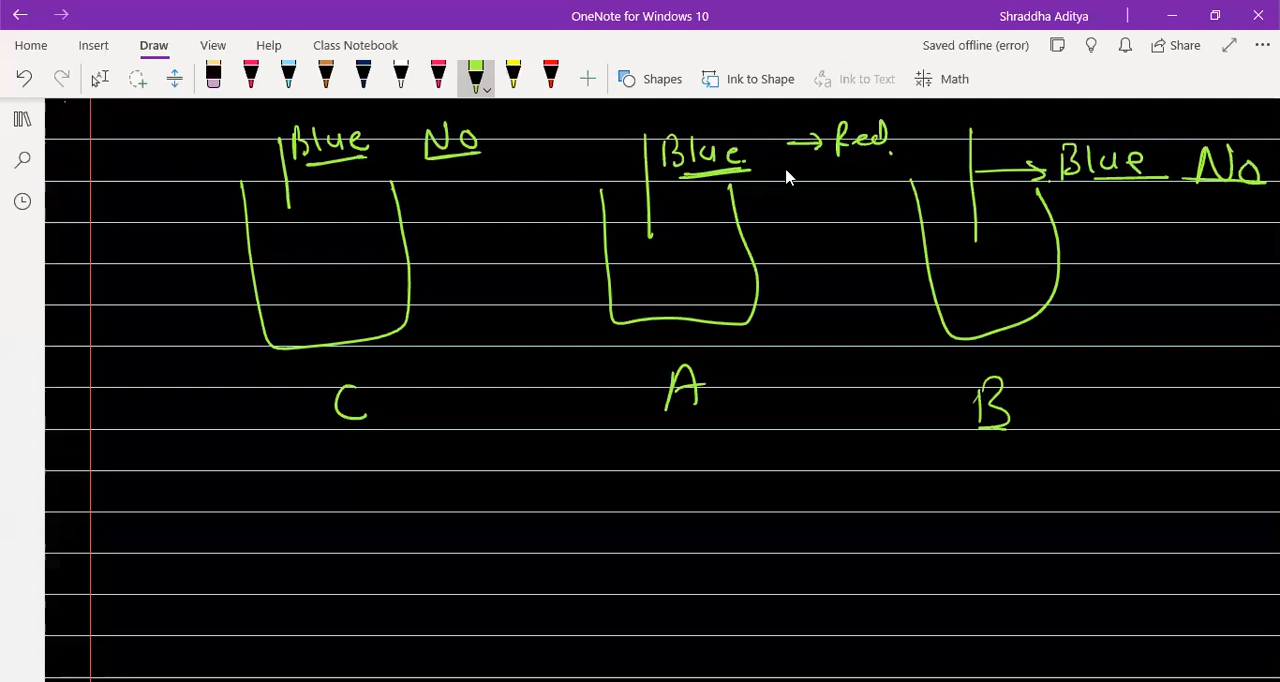 OneNote for Windows 10
Shraddha Aditya
Home Insert Draw View Help Class Notebook
Saved offline (error) Share
Shapes Ink to Shape Ink to Text Math
Blue No
Blue → Red.
→ Blue No
C A B